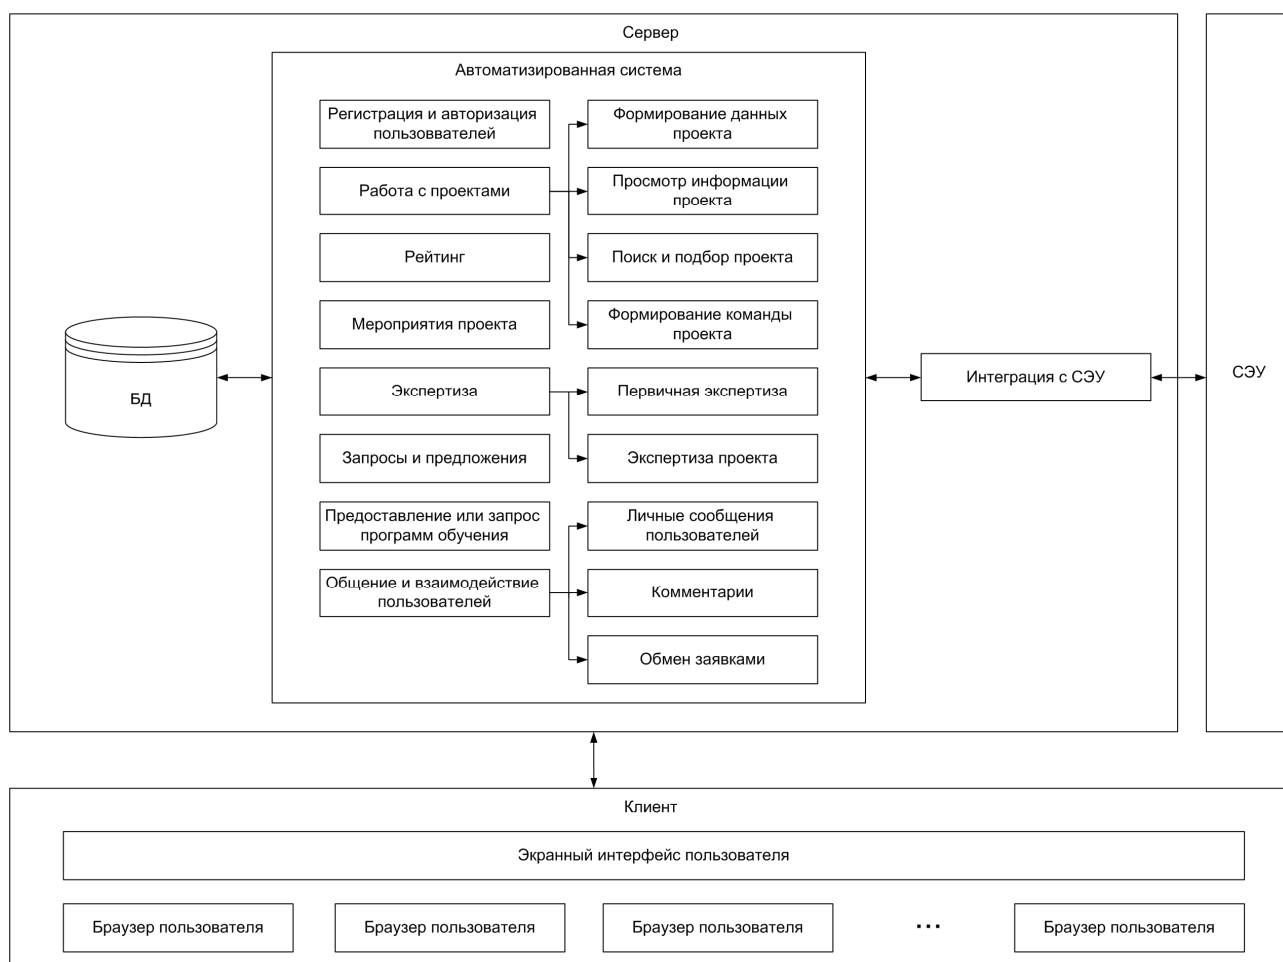 Сервер
Автоматизированная система
Регистрация и авторизация
пользоввателей
Формирование данных
проекта
Работа с проектами
Просмотр информации
проекта
Рейтинг
Поиск и подбор проекта
Мероприятия проекта
Формирование команды
проекта
Экспертиза
Первичная экспертиза
Запросы и предложения
Экспертиза проекта
Предоставление или запрос
программ обучения
Личные сообщения
пользователей
Общение и взаимодействие
пользователей
Комментарии
Обмен заявками
БД
Интеграция с СЭУ
СЭУ
Клиент
Экранный интерфейс пользователя
Браузер пользователя
Браузер пользователя
Браузер пользователя
...
Браузер пользователя